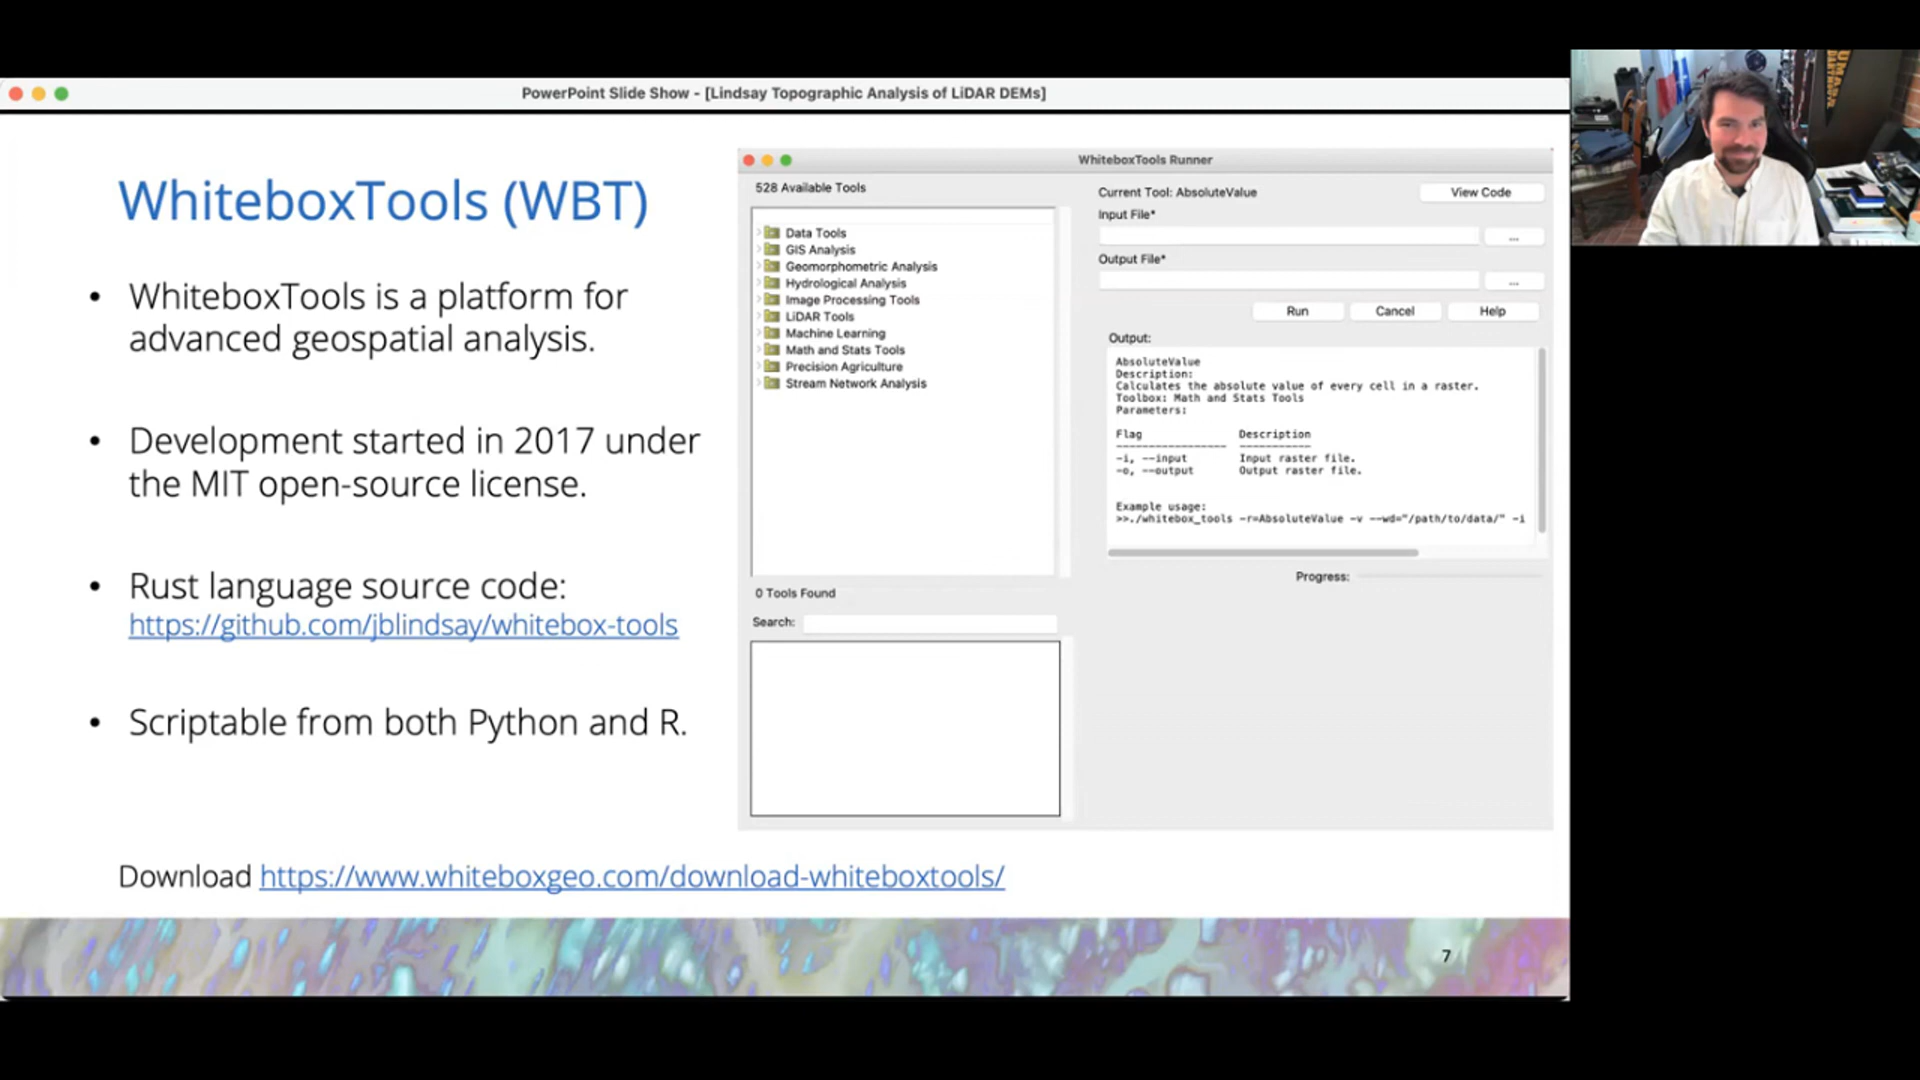 PowerPoint Slide Show - [Lindsay Topographic Analysis of LiDAR DEMs]
WhiteboxTools (WBT)
• WhiteboxTools is a platform for
advanced geospatial analysis.
• Development started in 2017 under
the MIT open-source license.
• Rust language source code:
https://github.com/jblindsay/whitebox-tools
• Scriptable from both Python and R.
Download https://www.whiteboxgeo.com/download-whiteboxtools/
WhiteboxTools Runner
528 Available Tools
Data Tools
GIS Analysis
Geomorphometric Analysis
Hydrological Analysis
Image Processing Tools
LiDAR Tools
Machine Learning
Math and Stats Tools
Precision Agriculture
Stream Network Analysis
0 Tools Found
Search:
Current Tool: AbsoluteValue
View Code
Input File*
...
Output File*
...
Run Cancel Help
Output:
AbsoluteValue
Description:
Calculates the absolute value of every cell in a raster.
Toolbox: Math and Stats Tools
Parameters:
Flag Description
----------------- -----------
-i, --input Input raster file.
-o, --output Output raster file.
Example usage:
>>./whitebox_tools -r=AbsoluteValue -v --wd="/path/to/data/" -i
Progress:
7